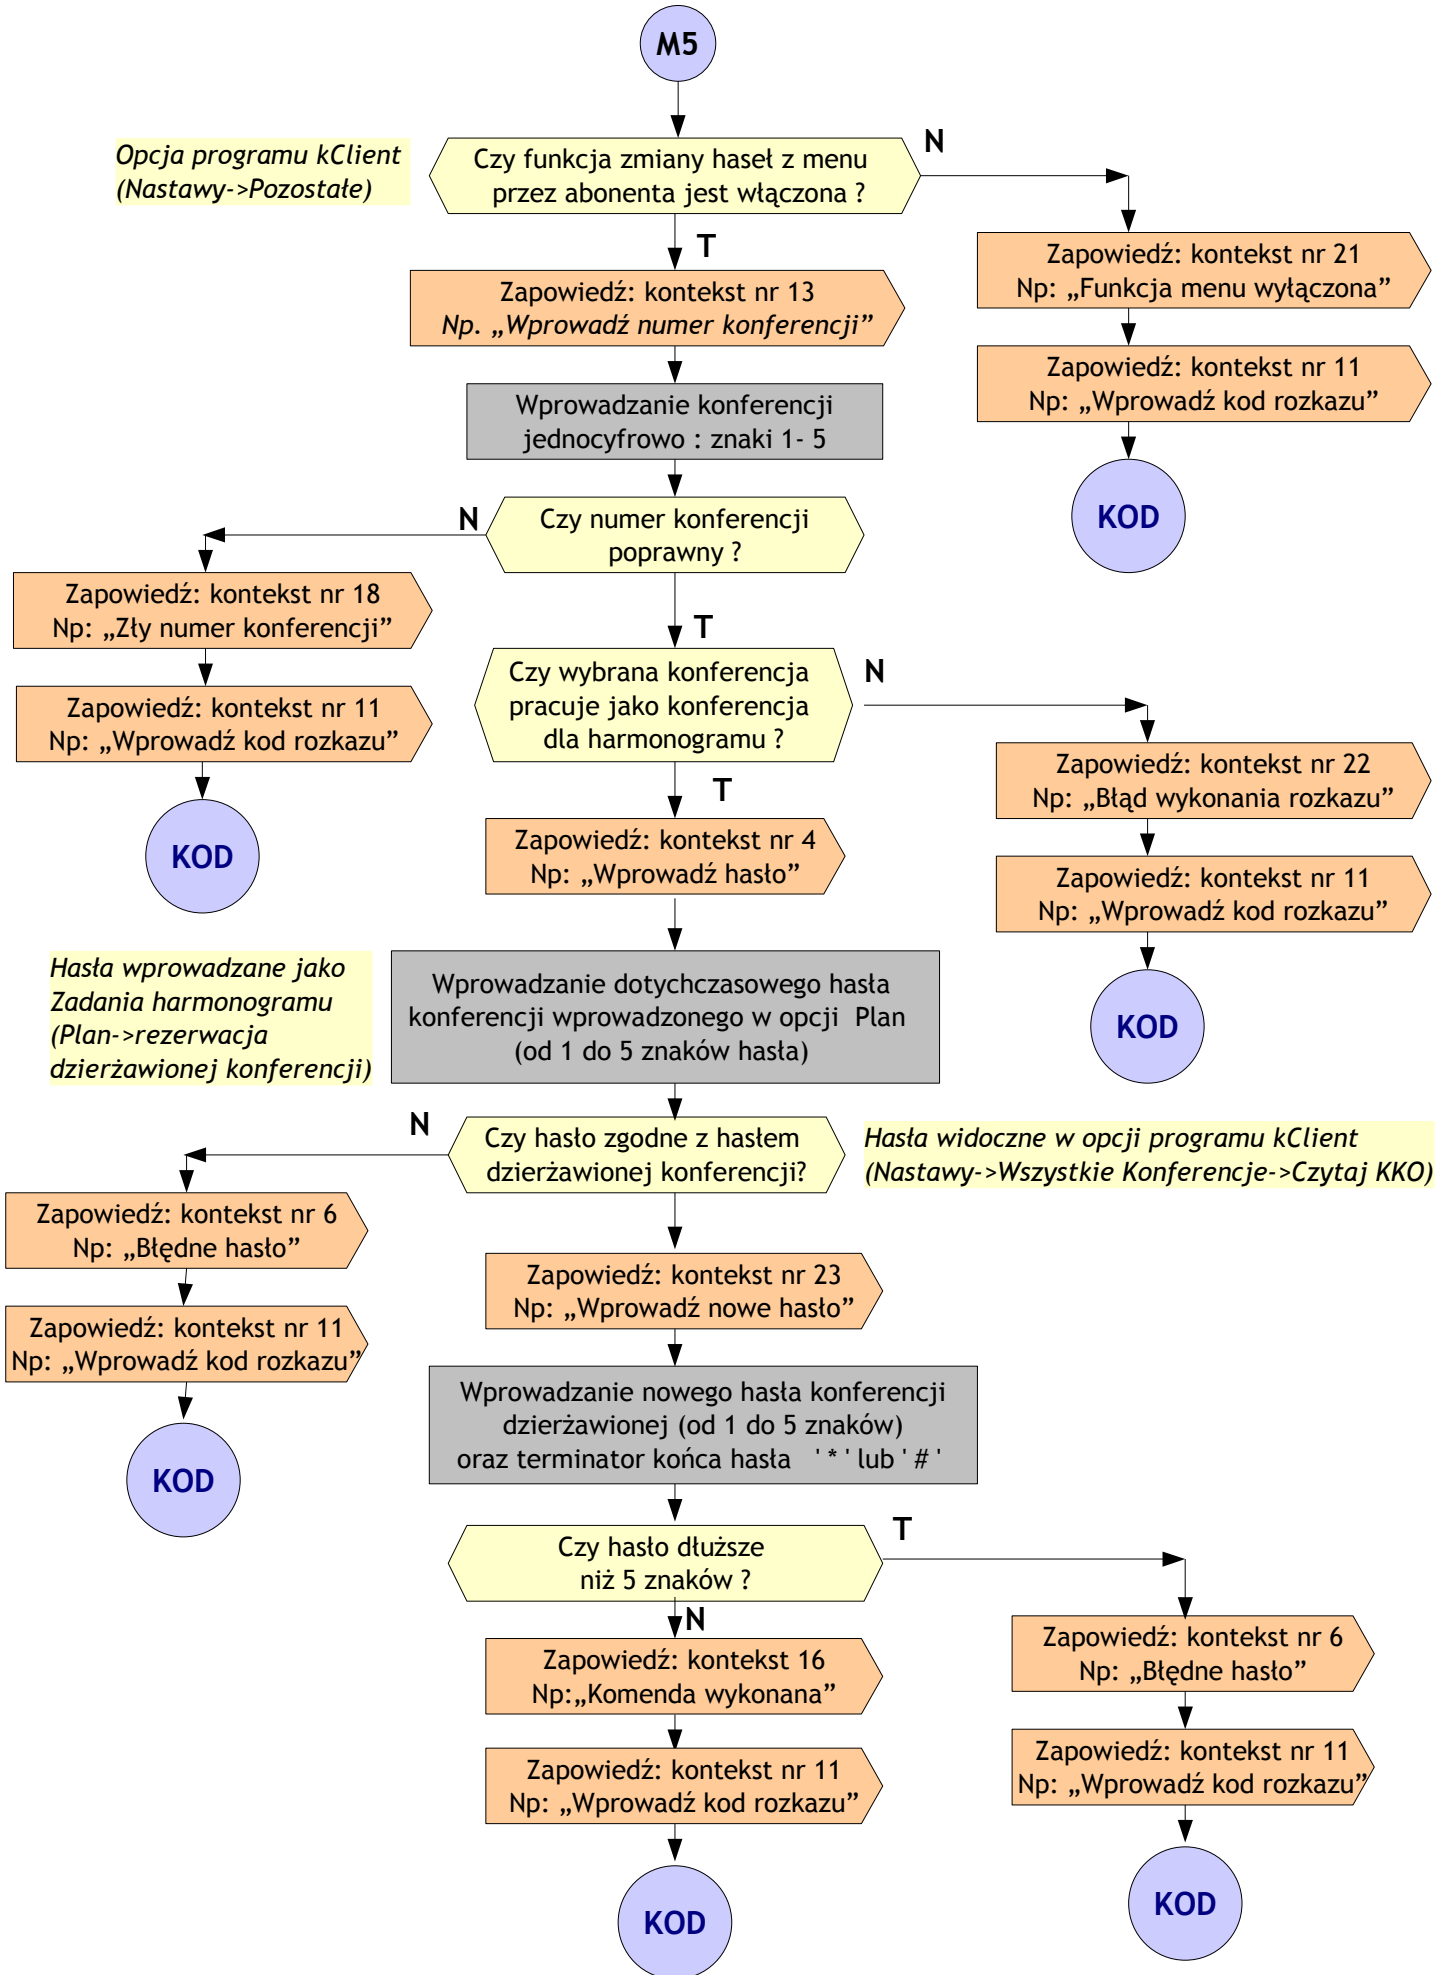 M5
Opcja programu kClient
(Nastawy->Pozostałe)
Czy funkcja zmiany haseł z menu
przez abonenta jest włączona ?
N
T
Zapowiedź: kontekst nr 21
Np: „Funkcja menu wyłączona”
Zapowiedź: kontekst nr 13
Np. „Wprowadź numer konferencji”
Zapowiedź: kontekst nr 11
Np: „Wprowadź kod rozkazu”
KOD
Wprowadzanie konferencji
jednocyfrowo : znaki 1- 5
Czy numer konferencji
poprawny ?
N
T
Zapowiedź: kontekst nr 18
Np: „Zły numer konferencji”
Zapowiedź: kontekst nr 11
Np: „Wprowadź kod rozkazu”
KOD
Czy wybrana konferencja
pracuje jako konferencja
dla harmonogramu ?
N
T
Zapowiedź: kontekst nr 22
Np: „Błąd wykonania rozkazu”
Zapowiedź: kontekst nr 11
Np: „Wprowadź kod rozkazu”
KOD
Zapowiedź: kontekst nr 4
Np: „Wprowadź hasło”
Hasła wprowadzane jako
Zadania harmonogramu
(Plan->rezerwacja
dzierżawionej konferencji)
Wprowadzanie dotychczasowego hasła
konferencji wprowadzonego w opcji Plan
(od 1 do 5 znaków hasła)
N
Czy hasło zgodne z hasłem
dzierżawionej konferencji?
Hasła widoczne w opcji programu kClient
(Nastawy->Wszystkie Konferencje->Czytaj KKO)
Zapowiedź: kontekst nr 6
Np: „Błędne hasło”
Zapowiedź: kontekst nr 11
Np: „Wprowadź kod rozkazu”
KOD
Zapowiedź: kontekst nr 23
Np: „Wprowadź nowe hasło”
Wprowadzanie nowego hasła konferencji
dzierżawionej (od 1 do 5 znaków)
oraz terminator końca hasła ' * ' lub ' # '
Czy hasło dłuższe
niż 5 znaków ?
T
N
Zapowiedź: kontekst 16
Np:„Komenda wykonana”
Zapowiedź: kontekst nr 11
Np: „Wprowadź kod rozkazu”
KOD
Zapowiedź: kontekst nr 6
Np: „Błędne hasło”
Zapowiedź: kontekst nr 11
Np: „Wprowadź kod rozkazu”
KOD